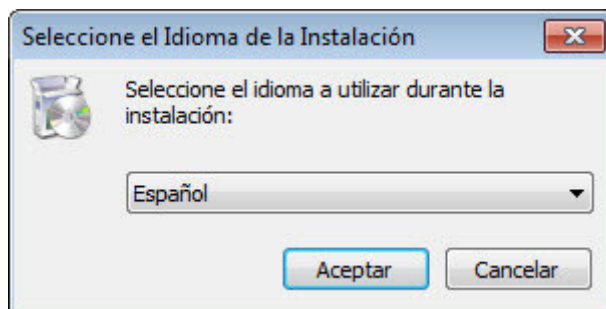 Seleccione el Idioma de la Instalación
Seleccione el idioma a utilizar durante la
instalación:
Español
Aceptar
Cancelar